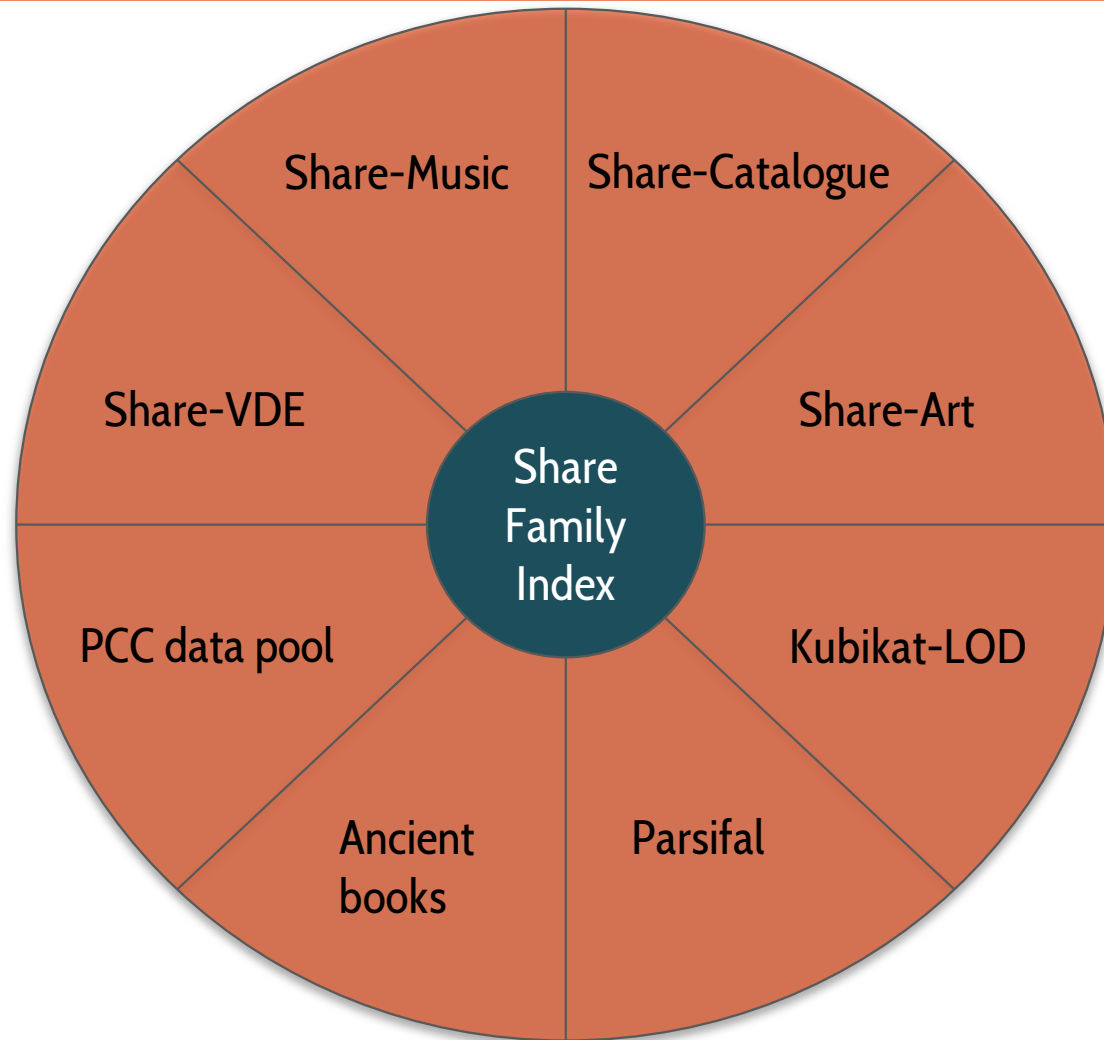 Share-Music
Share-Catalogue
Share-VDE
Share-Art
Share
Family
Index
PCC data pool
Kubikat-LOD
Ancient
books
Parsifal